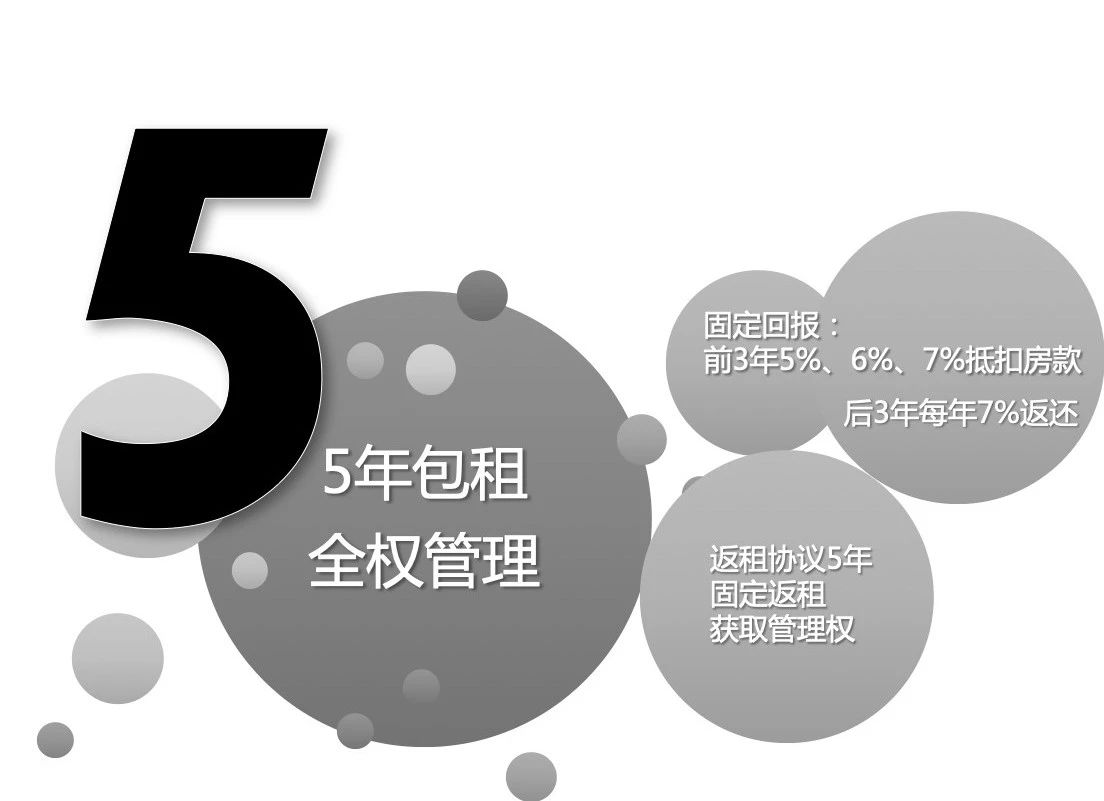 5
5年包租
全权管理
固定回报：
前3年5%、6%、7%抵扣房款
后3年每年7%返还
返租协议5年
固定返租
获取管理权